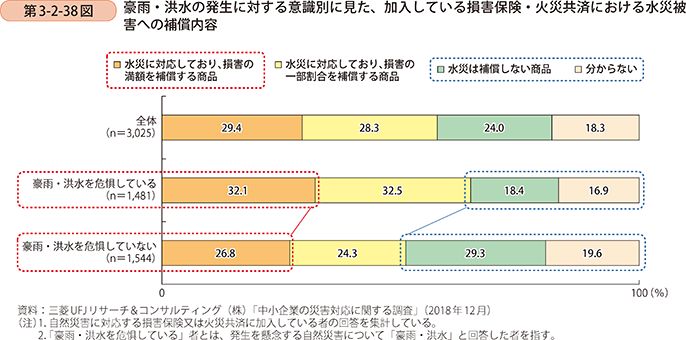 第3-2-38図
豪雨・洪水の発生に対する意識別に見た、加入している損害保険・火災共済における水災被
害への補償内容
水災に対応しており、損害の
満額を補償する商品
水災に対応しており、損害の
一部割合を補償する商品
水災は補償しない商品
分からない
全体
（n＝3,025）
29.4
28.3
24.0
18.3
豪雨・洪水を危惧している
（n＝1,481）
32.1
32.5
18.4
16.9
豪雨・洪水を危惧していない
（n＝1,544）
26.8
24.3
29.3
19.6
0
100（％）
資料：三菱UFJリサーチ＆コンサルティング（株）「中小企業の災害対応に関する調査」（2018年12月）
（注）1．自然災害に対応する損害保険又は火災共済に加入している者の回答を集計している。
2．「豪雨・洪水を危惧している」者とは、発生を懸念する自然災害について「豪雨・洪水」と回答した者を指す。